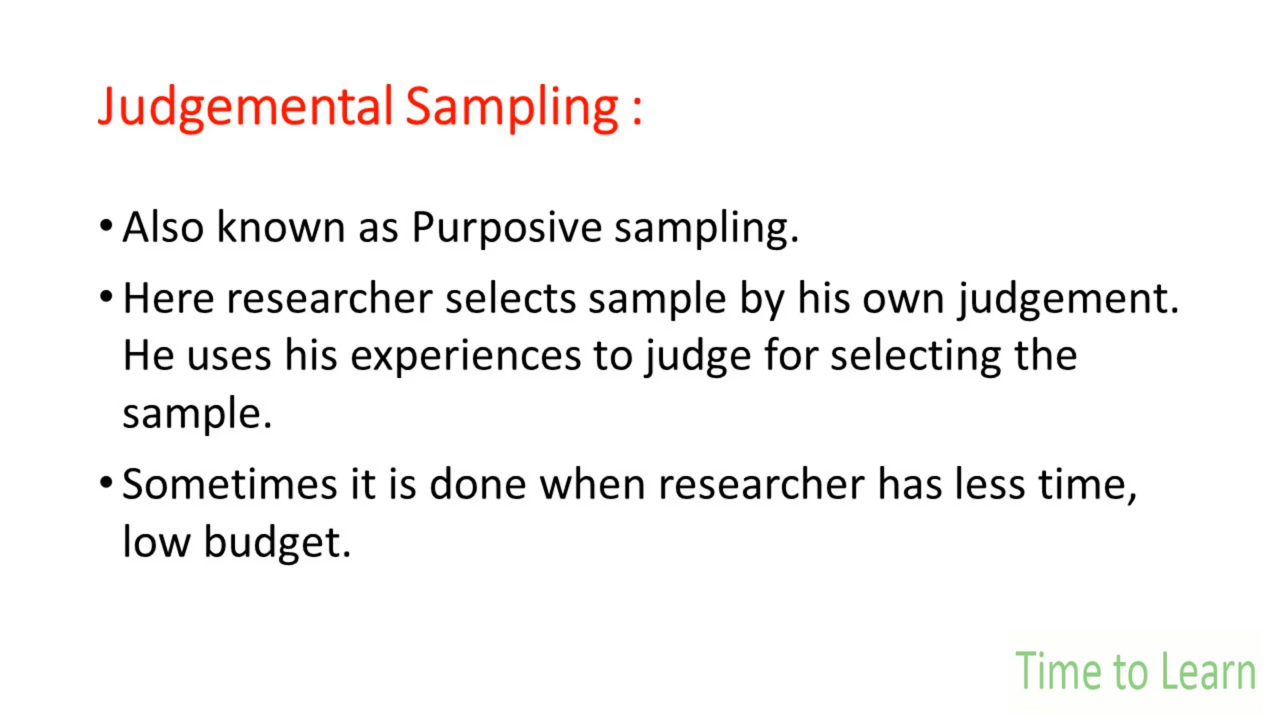 Judgemental Sampling :
• Also known as Purposive sampling.
• Here researcher selects sample by his own judgement.
He uses his experiences to judge for selecting the
sample.
• Sometimes it is done when researcher has less time,
low budget.
Time to Learn